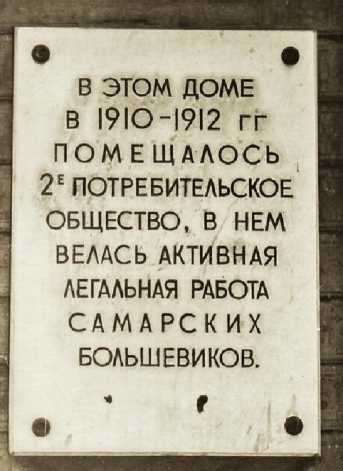 В ЭТОМ ДОМЕ
В 1910-1912 ГГ
ПОМЕЩАЛОСЬ
2Е ПОТРЕБИТЕЛЬСКОЕ
ОБЩЕСТВО, В НЕМ
ВЕЛАСЬ АКТИВНАЯ
ЛЕГАЛЬНАЯ РАБОТА
САМАРСКИХ
БОЛЬШЕВИКОВ.